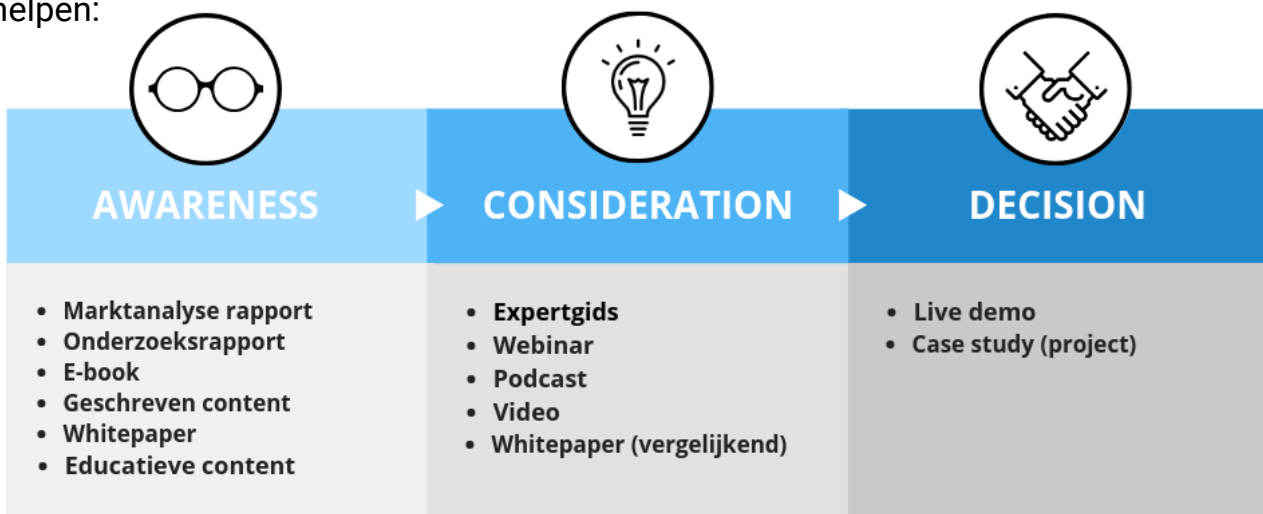 helpen:
AWARENESS
CONSIDERATION
DECISION
• Marktanalyse rapport
• Onderzoeksrapport
• E-book
• Geschreven content
• Whitepaper
• Educatieve content
• Expertgids
• Webinar
• Podcast
• Video
• Whitepaper (vergelijkend)
• Live demo
• Case study (project)